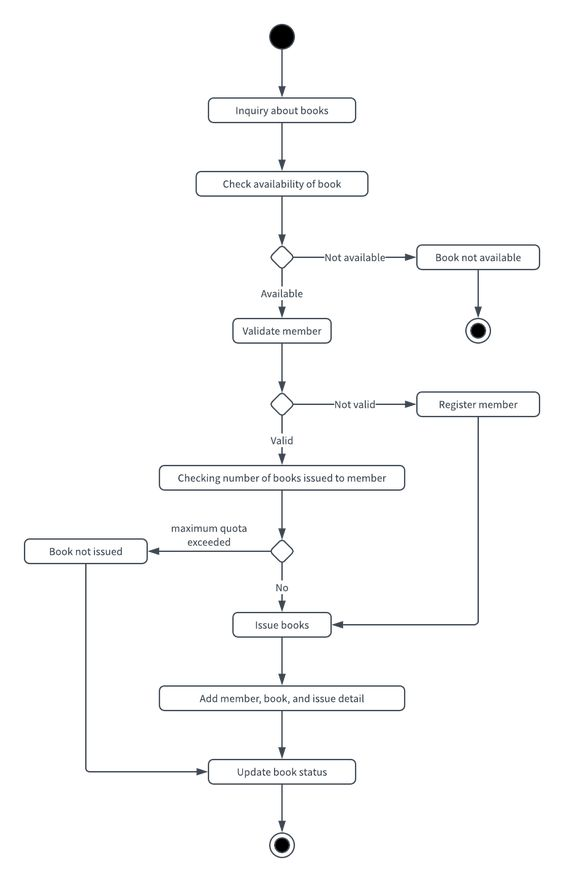 Inquiry about books
Check availability of book
Not available
Book not available
Available
Validate member
Not valid
Register member
Valid
Checking number of books issued to member
maximum quota
exceeded
Book not issued
No
Issue books
Add member, book, and issue detail
Update book status